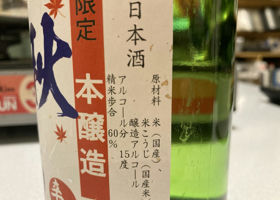 日本酒
原材料 米(国産)、
米こうじ(国産米)
醸造アルコール
アルコール分 15度
精米歩合 60%
限定
本醸造
秋